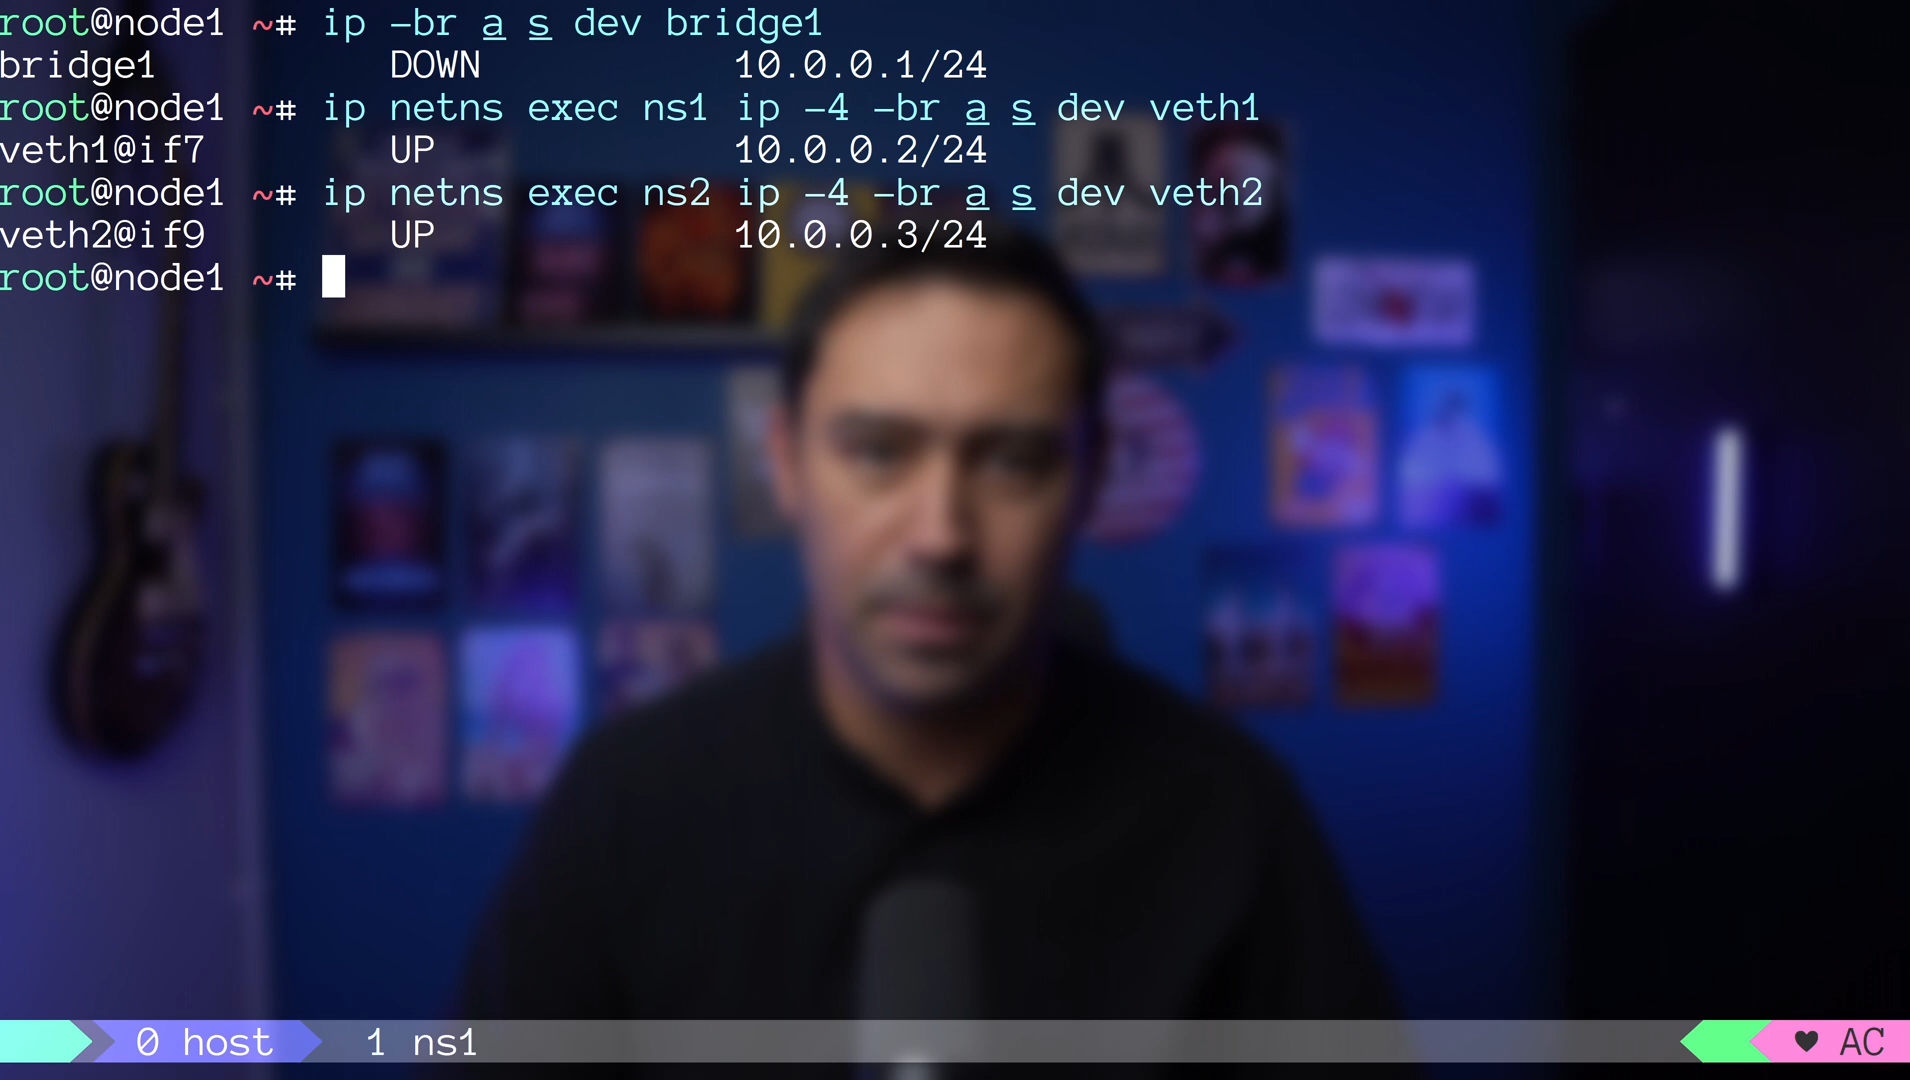 root@node1 ~# ip -br a s dev bridge1
bridge1 DOWN 10.0.0.1/24
root@node1 ~# ip netns exec ns1 ip -4 -br a s dev veth1
veth1@if7 UP 10.0.0.2/24
root@node1 ~# ip netns exec ns2 ip -4 -br a s dev veth2
veth2@if9 UP 10.0.0.3/24
root@node1 ~#
0 host 1 ns1 ♥ AC